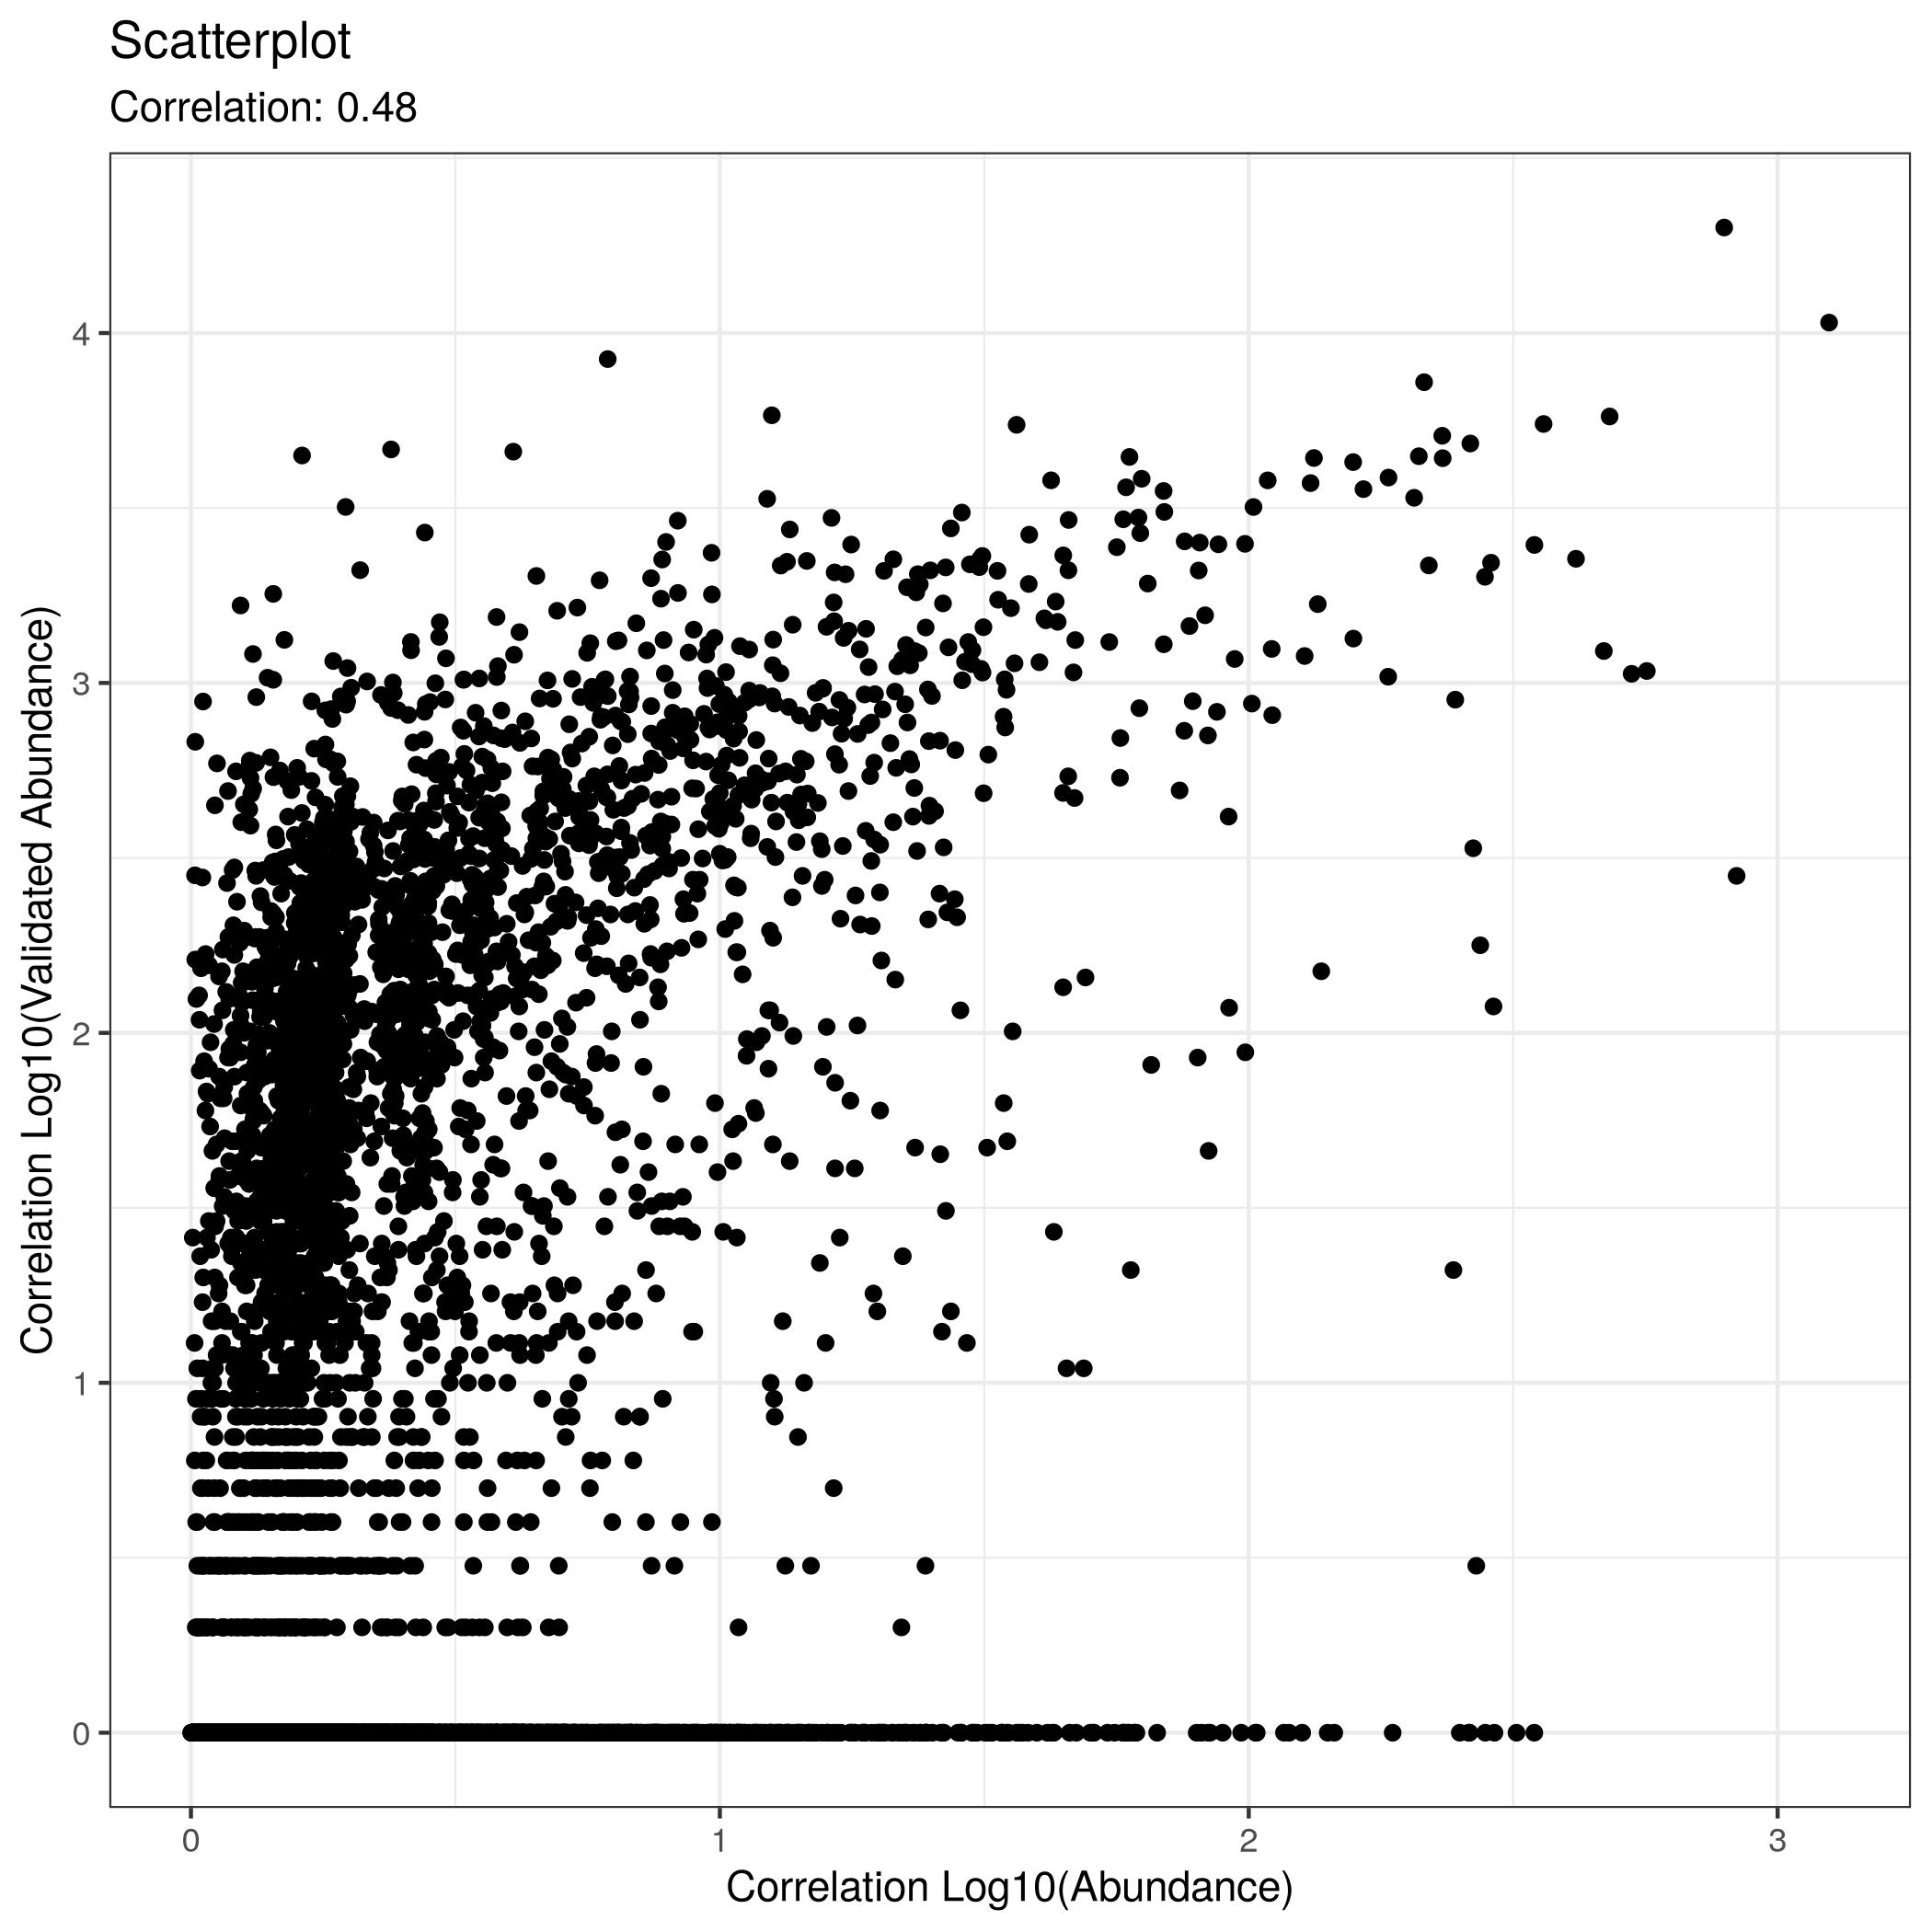 Scatterplot
Correlation: 0.48
Correlation Log10(Validated Abundance)
4
3
2
1
0
0
1
2
3
Correlation Log10(Abundance)